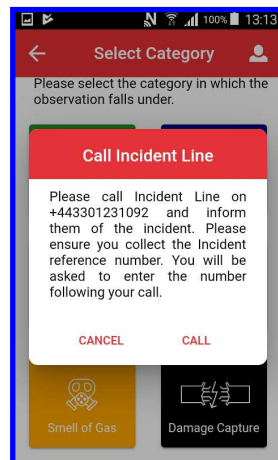 100% 13:13
Select Category
Please select the category in which the
observation falls under.
Call Incident Line
Please call Incident Line on
+443301231092 and inform
them of the incident. Please
ensure you collect the Incident
reference number. You will be
asked to enter the number
following your call.
CANCEL CALL
Smell of Gas Damage Capture